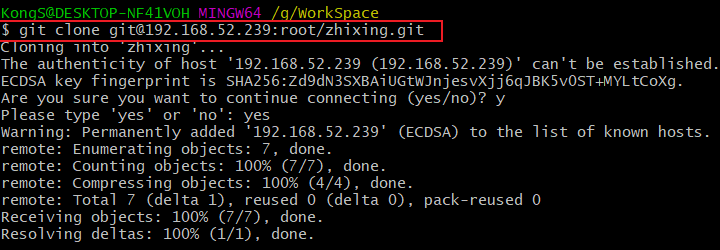 KongS@DESKTOP-NF41VOH MINGW64 /g/WorkSpace
$ git clone git@192.168.52.239:root/zhixing.git
Cloning into 'zhixing'...
The authenticity of host '192.168.52.239 (192.168.52.239)' can't be established.
ECDSA key fingerprint is SHA256:Zd9dN3SXBAiUGtWJnjesvXjj6qJBK5vOST+MYLtCoXg.
Are you sure you want to continue connecting (yes/no)? y
Please type 'yes' or 'no': yes
Warning: Permanently added '192.168.52.239' (ECDSA) to the list of known hosts.
remote: Enumerating objects: 7, done.
remote: Counting objects: 100% (7/7), done.
remote: Compressing objects: 100% (4/4), done.
remote: Total 7 (delta 1), reused 0 (delta 0), pack-reused 0
Receiving objects: 100% (7/7), done.
Resolving deltas: 100% (1/1), done.